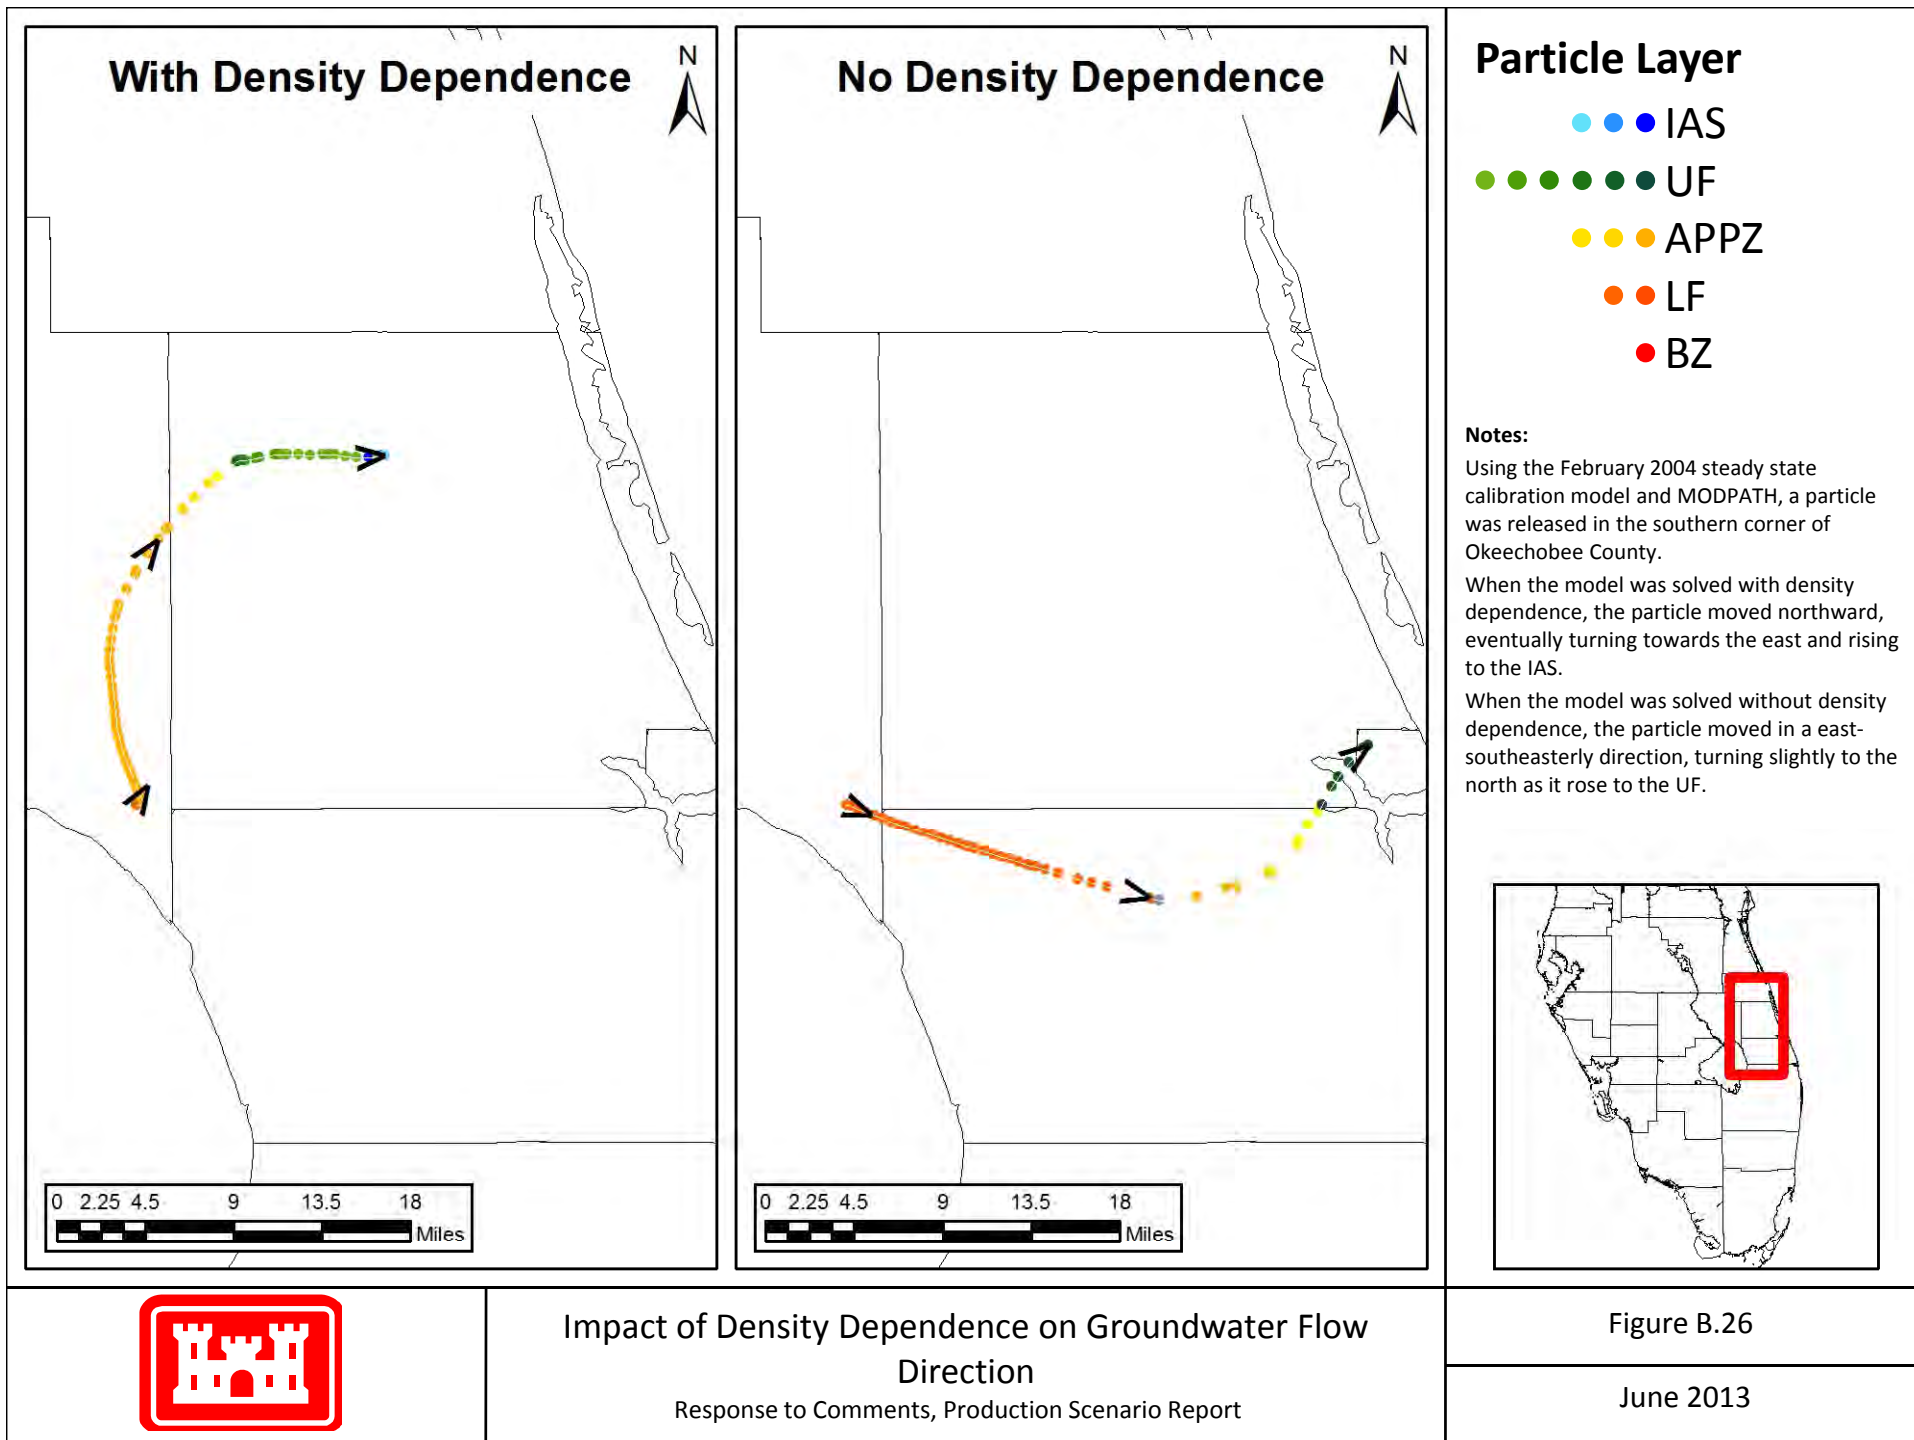 With Density Dependence
N
0 2.25 4.5 9 13.5 18
Miles
No Density Dependence
N
0 2.25 4.5 9 13.5 18
Miles
Particle Layer
IAS
UF
APPZ
LF
BZ
Notes:
Using the February 2004 steady state
calibration model and MODPATH, a particle
was released in the southern corner of
Okeechobee County.
When the model was solved with density
dependence, the particle moved northward,
eventually turning towards the east and rising
to the IAS.
When the model was solved without density
dependence, the particle moved in a east-
southeasterly direction, turning slightly to the
north as it rose to the UF.
Impact of Density Dependence on Groundwater Flow
Direction
Response to Comments, Production Scenario Report
Figure B.26
June 2013